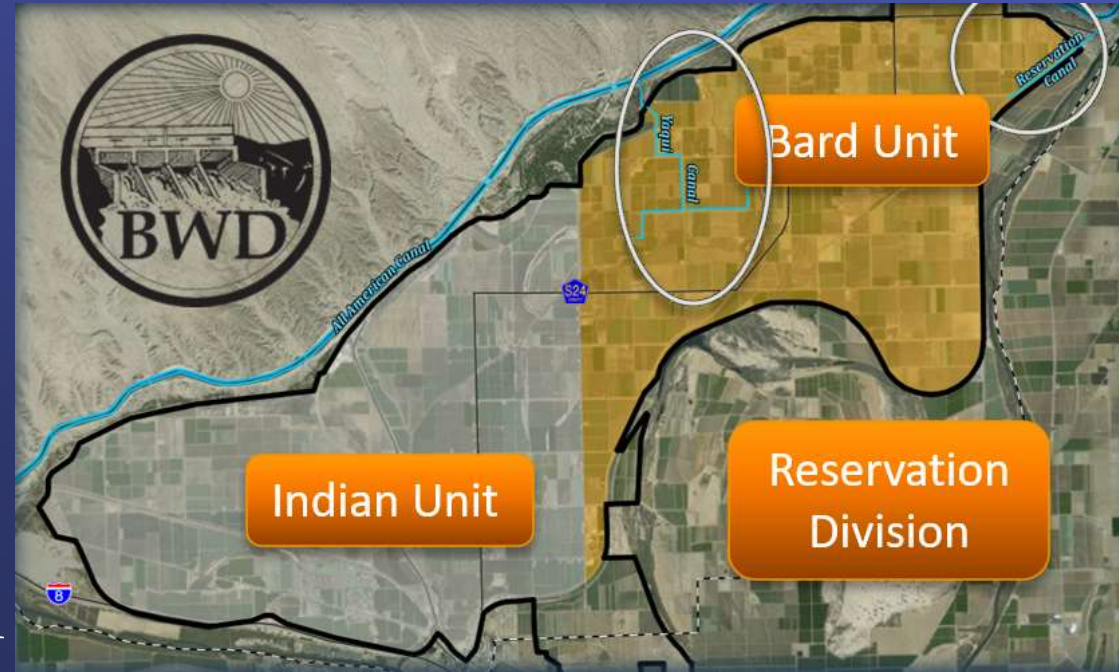 Reservation
Canal
Yaqui
Canal
Bard Unit
BWD
All American Canal
S24
Indian Unit
Reservation
Division
8